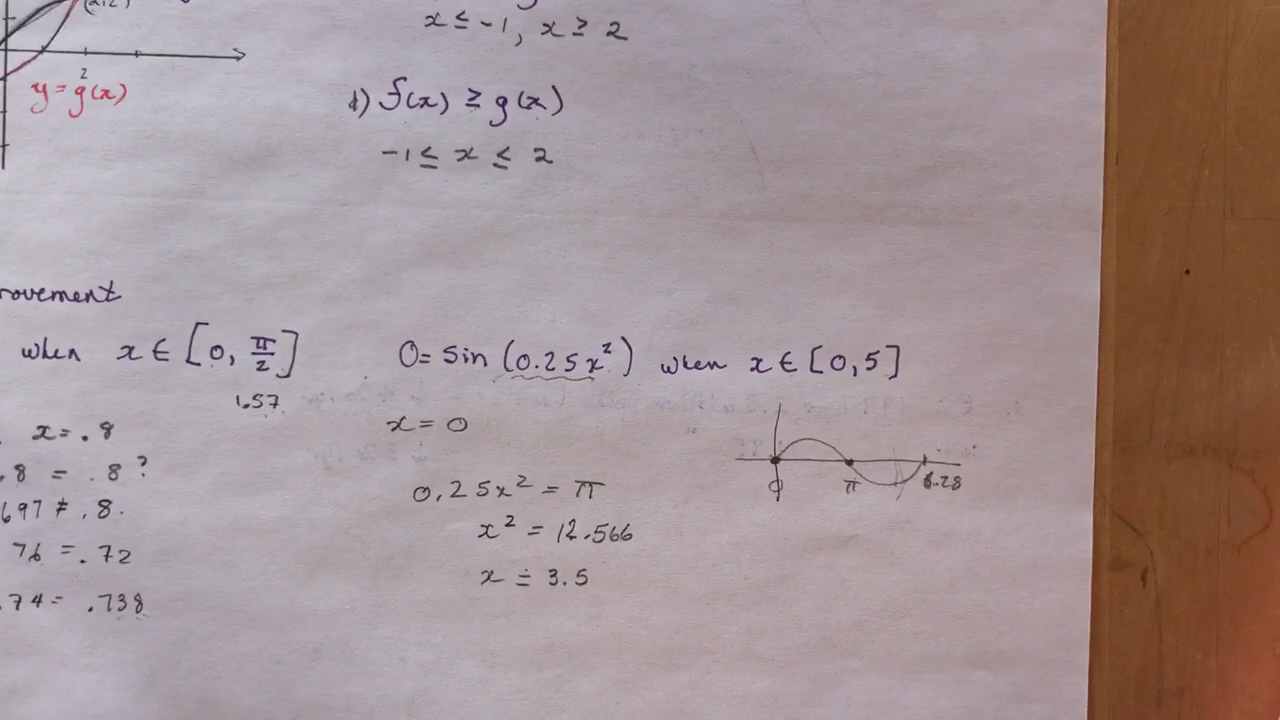 x ≤ -1, x ≥ 2
2
y = g(x)
d) f(x) ≥ g(x)
-1 ≤ x ≤ 2
when x ∈ [0, π/2]
1.57
x = .8
.8 = .8 ?
697 ≠ .8.
76 = .72
.74 = .738
0 = sin (0.25x²) when x ∈ [0, 5]
x = 0
0.25x² = π
x² = 12.566
x ≐ 3.5
0 π 6.28